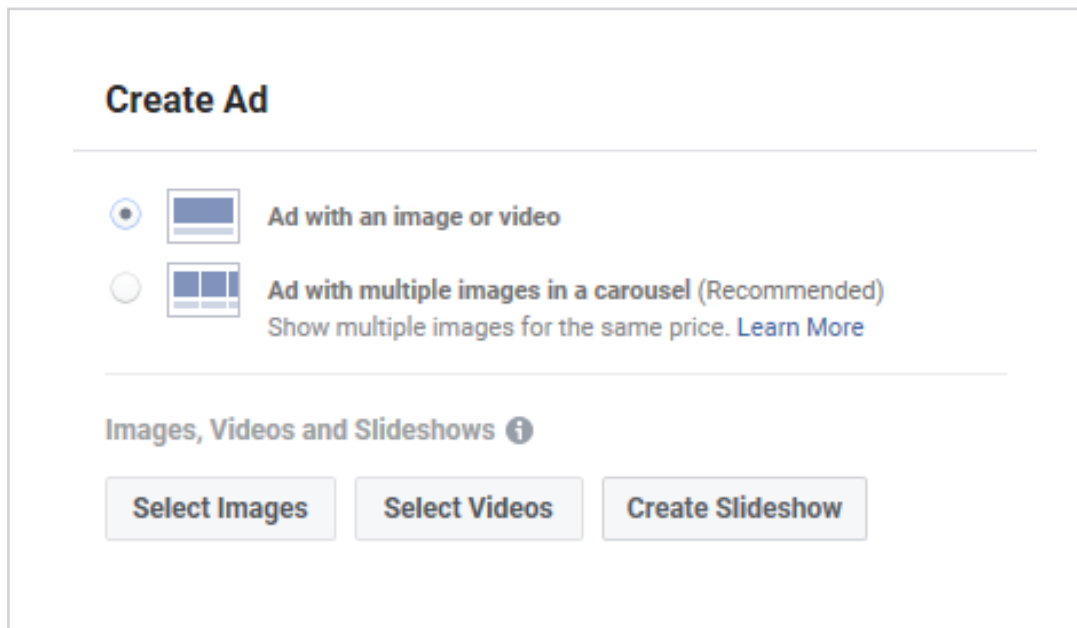 Create Ad
Ad with an image or video
Ad with multiple images in a carousel (Recommended)
Show multiple images for the same price. Learn More
Images, Videos and Slideshows
Select Images Select Videos Create Slideshow